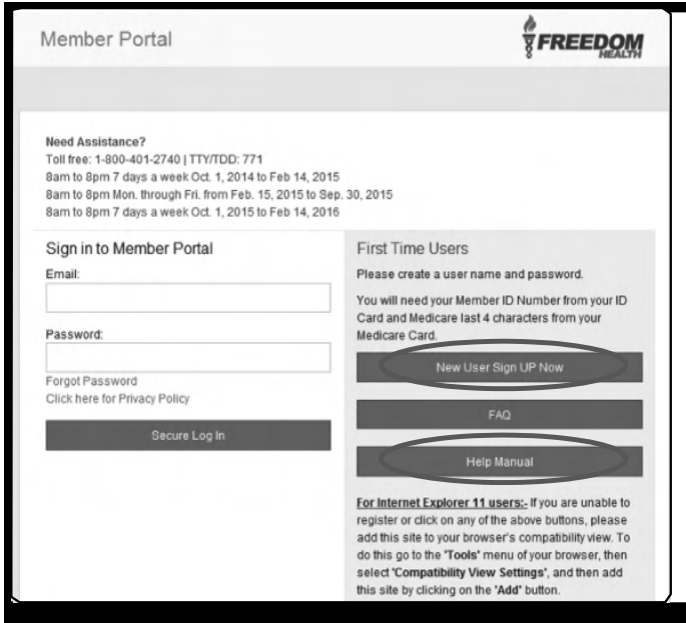 Member Portal
FREEDOM
HEALTH
Need Assistance?
Toll free: 1-800-401-2740 | TTY/TDD: 771
8am to 8pm 7 days a week Oct. 1, 2014 to Feb 14, 2015
8am to 8pm Mon. through Fri. from Feb. 15, 2015 to Sep. 30, 2015
8am to 8pm 7 days a week Oct. 1, 2015 to Feb 14, 2016
Sign in to Member Portal
Email:
Password:
Forgot Password
Click here for Privacy Policy
Secure Log In
First Time Users
Please create a user name and password.
You will need your Member ID Number from your ID
Card and Medicare last 4 characters from your
Medicare Card.
New User Sign UP Now
FAQ
Help Manual
For Internet Explorer 11 users:- If you are unable to
register or click on any of the above buttons, please
add this site to your browser's compatibility view. To
do this go to the 'Tools' menu of your browser, then
select 'Compatibility View Settings', and then add
this site by clicking on the 'Add' button.